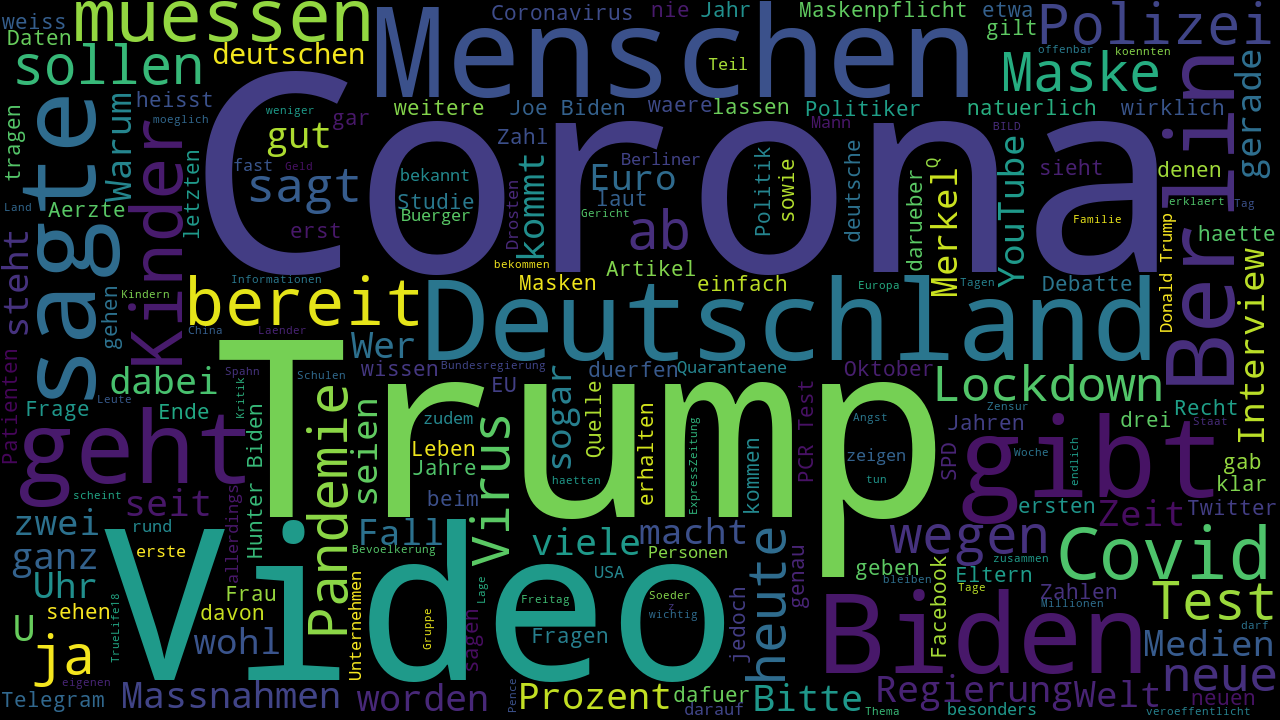 weiss
muessen
Menschen
Coronavirus
nie
Jahr
Maskenpflicht
etwa
gilt
Polizei
Daten
sollen
deutschen
Teil
Maske
offenbar
koennten
tragen
sagte
Warum
heisst
moeglich
Kinder
letzten
weniger
gut
gar
weitere
Joe Biden
waere
lassen
Politiker
Mann
natuerlich
BILD
wirklich
Berlin
gerade
Corona
Zahl
fast
Geld
sagt
bekannt
Studie
Buerger
Drosten
kommt
Berliner
Euro
laut
Gericht
ab
Politik
sowie
deutsche
darueber
Merkel
Q
YouTube
sieht
denen
erklaert
Tag
Familie
Land
Aerzte
erst
steht
haette
bekommen
Artikel
Donald Trump
Interview
gehen
Kindern
Informationen
bereit
Masken
einfach
Europa
Tagen
Debatte
China
Laender
Deutschland
Wer
Patienten
dabei
Spahn
Schulen
wissen
Bundesregierung
EU
sogar
duerfen
Quarantaene
Oktober
Lockdown
Leute
Frage
Ende
Kritik
Trump
Quelle
PCR Test
Angst
Zensur
Jahren
drei
Recht
Staat
geht
Hunter Biden
Pandemie
seien
zudem
Leben
Jahre
Virus
erhalten
ExpressZeitung
kommen
zeigen
SPD
gibt
Woche
endlich
gab
klar
scheint
seit
beim
haetten
tun
ersten
Zeit
Twitter
zwei
rund
allerdings
Fall
viele
macht
heute
wegen
Covid
ganz
erste
Bevoelkerung
Personen
genau
geben
zusammen
Uhr
Video
USA
bleiben
Eltern
Tage
Zahlen
Test
sehen
TrueLife18
Frau
davon
Unternehmen
Gruppe
Lage
Freitag
Soeder
z
wichtig
Facebook
Biden
Millionen
darf
U
ja
wohl
sagen
Fragen
jedoch
Medien
eigenen
neue
Telegram
Massnahmen
worden
Pence
Prozent
dafuer
darauf
Bitte
Thema
Regierung
besonders
Welt
neuen
veroeffentlicht